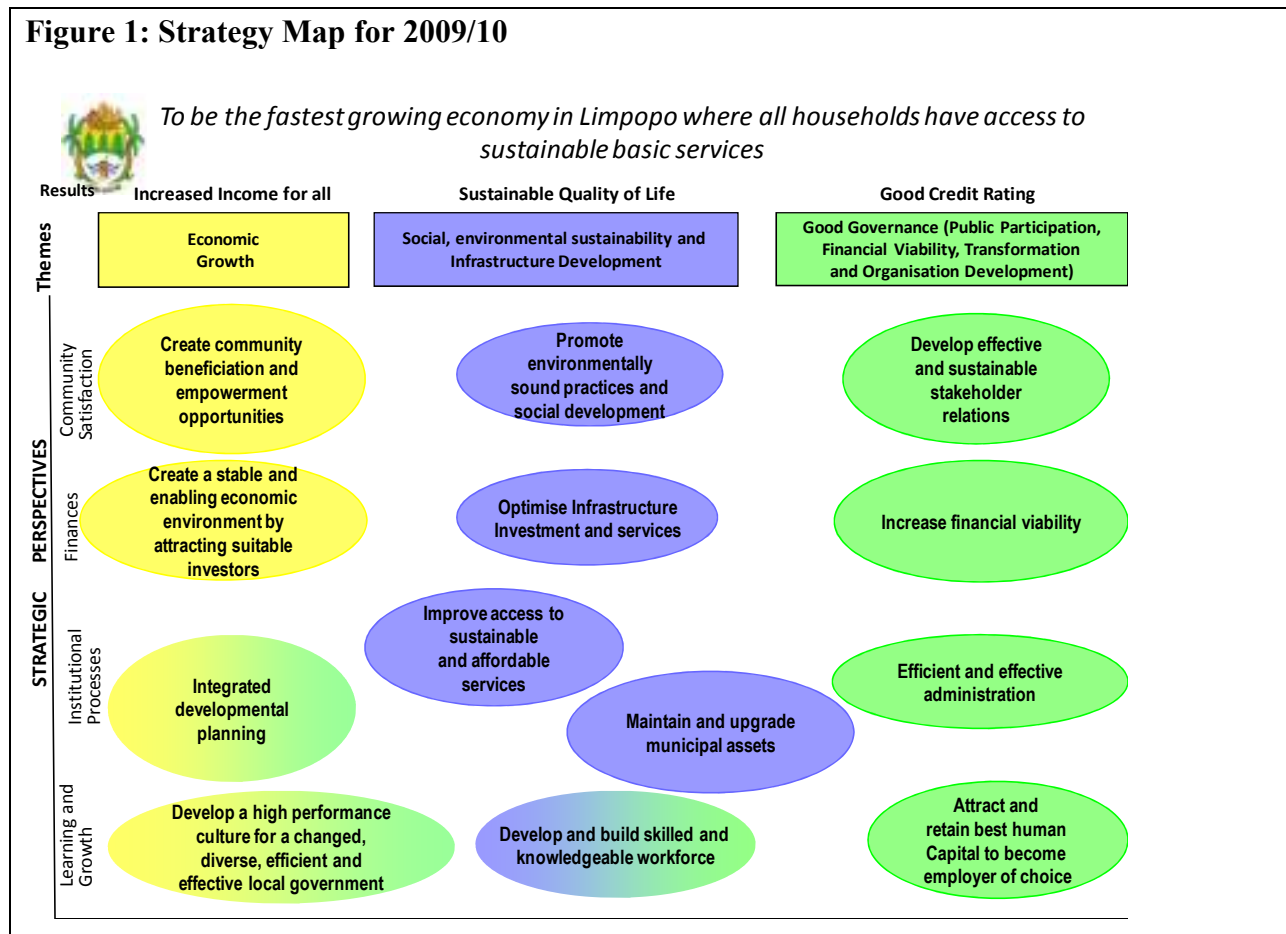 Figure 1: Strategy Map for 2009/10
To be the fastest growing economy in Limpopo where all households have access to
sustainable basic services
Results
Increased Income for all
Sustainable Quality of Life
Good Credit Rating
Themes
Economic
Growth
Social, environmental sustainability and
Infrastructure Development
Good Governance (Public Participation,
Financial Viability, Transformation
and Organisation Development)
STRATEGIC PERSPECTIVES
Community
Satisfaction
Create community
beneficiation and
empowerment
opportunities
Promote
environmentally
sound practices and
social development
Develop effective
and sustainable
stakeholder
relations
Finances
Create a stable and
enabling economic
environment by
attracting suitable
investors
Optimise Infrastructure
Investment and services
Increase financial viability
Institutional
Processes
Integrated
developmental
planning
Improve access to
sustainable
and affordable
services
Maintain and upgrade
municipal assets
Efficient and effective
administration
Learning and
Growth
Develop a high performance
culture for a changed,
diverse, efficient and
effective local government
Develop and build skilled and
knowledgeable workforce
Attract and
retain best human
Capital to become
employer of choice